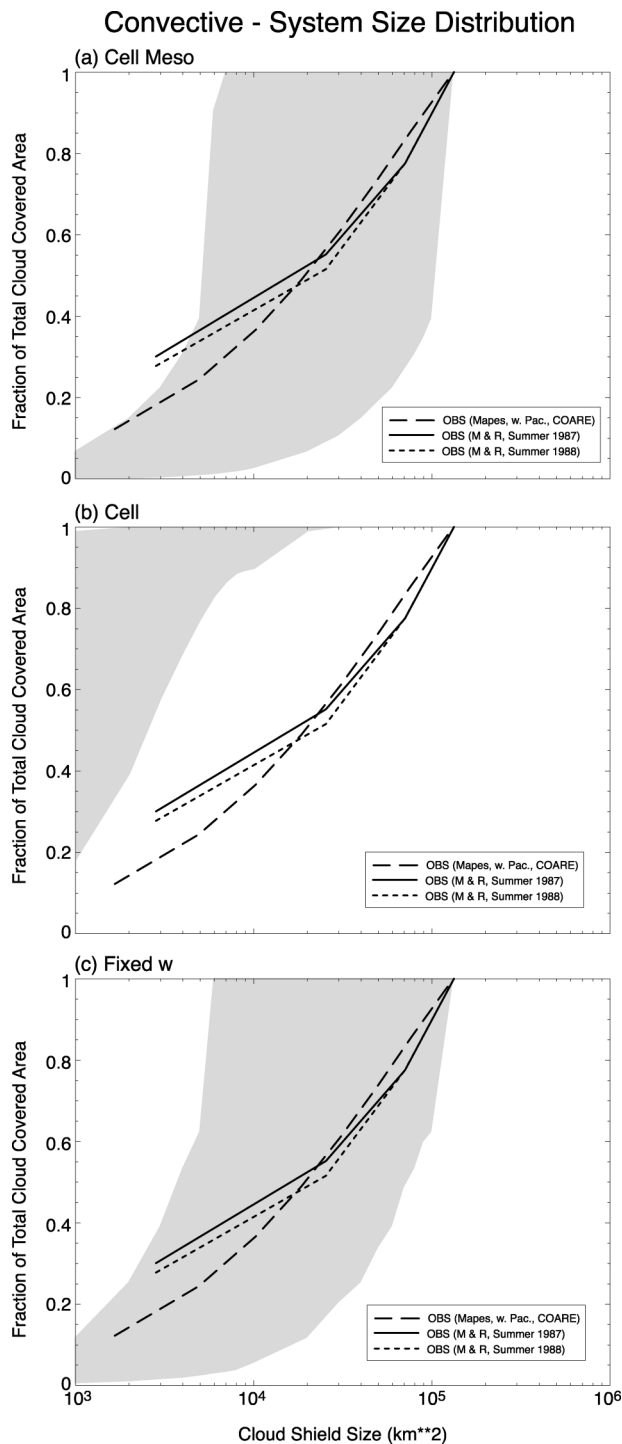 Convective - System Size Distribution
(a) Cell Meso
1
0.8
0.6
0.4
0.2
0
Fraction of Total Cloud Covered Area
OBS (Mapes, w. Pac., COARE)
OBS (M & R, Summer 1987)
OBS (M & R, Summer 1988)
(b) Cell
1
0.8
0.6
0.4
0.2
0
Fraction of Total Cloud Covered Area
OBS (Mapes, w. Pac., COARE)
OBS (M & R, Summer 1987)
OBS (M & R, Summer 1988)
(c) Fixed w
1
0.8
0.6
0.4
0.2
0
Fraction of Total Cloud Covered Area
OBS (Mapes, w. Pac., COARE)
OBS (M & R, Summer 1987)
OBS (M & R, Summer 1988)
10³ 10⁴ 10⁵ 10⁶
Cloud Shield Size (km**2)